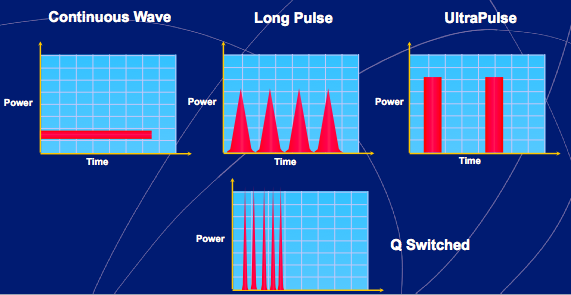 Continuous Wave
Long Pulse
UltraPulse
Power
Power
Power
Time
Time
Time
Power
Q Switched